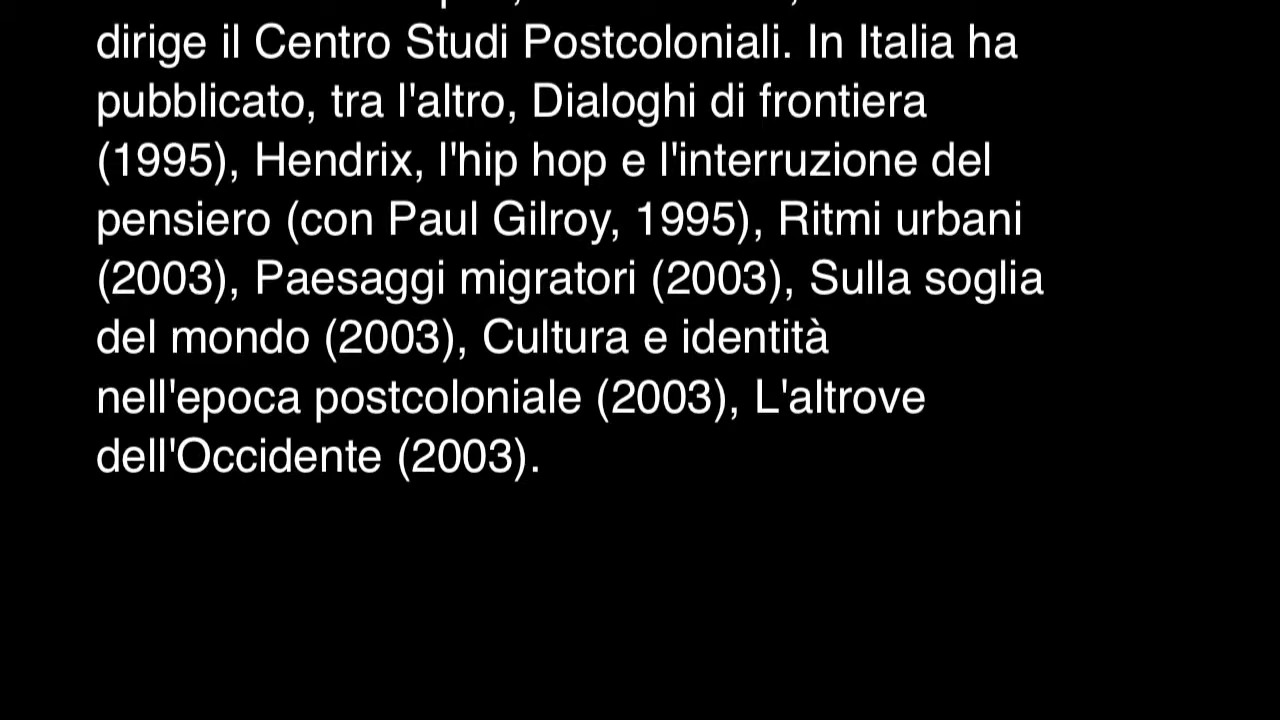 dirige il Centro Studi Postcoloniali. In Italia ha
pubblicato, tra l'altro, Dialoghi di frontiera
(1995), Hendrix, l'hip hop e l'interruzione del
pensiero (con Paul Gilroy, 1995), Ritmi urbani
(2003), Paesaggi migratori (2003), Sulla soglia
del mondo (2003), Cultura e identità
nell'epoca postcoloniale (2003), L'altrove
dell'Occidente (2003).